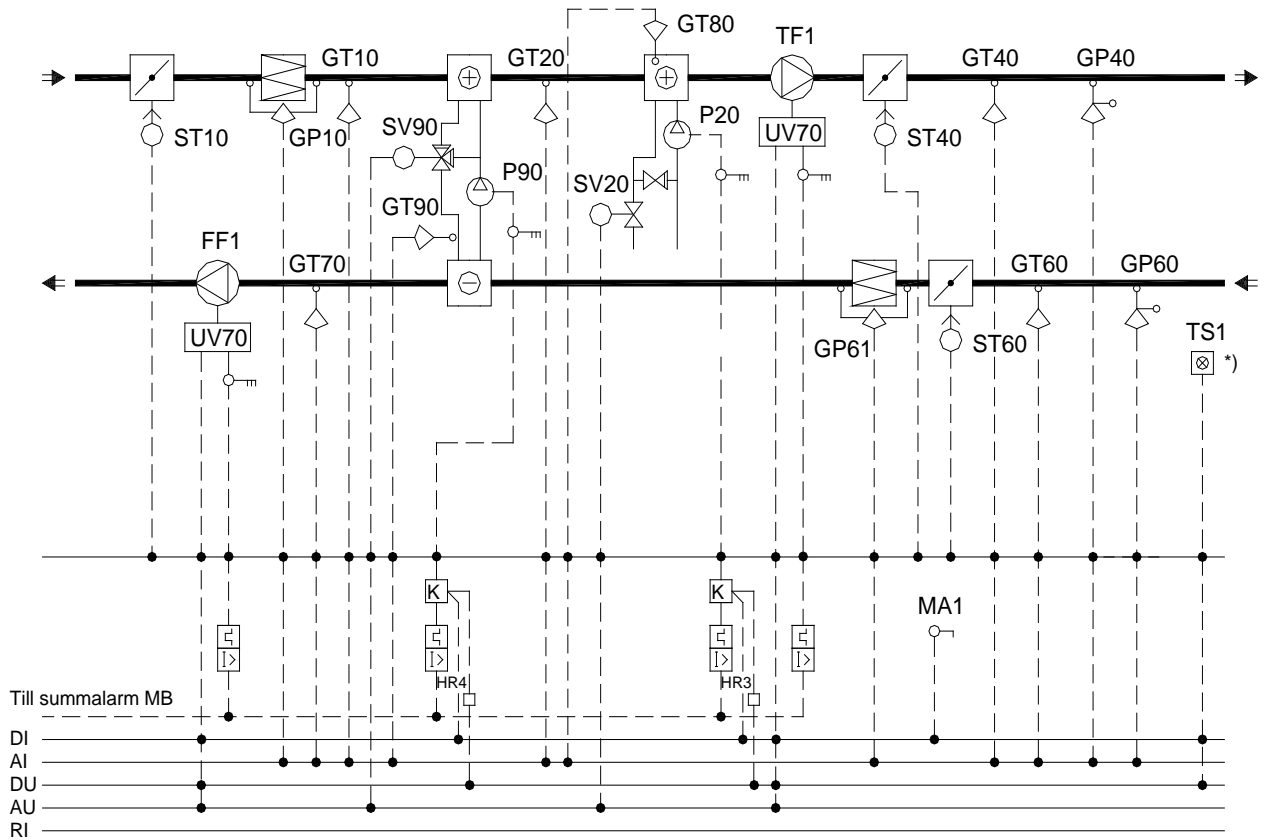 GT80
TF1
GT10
GT20
GT40
GP40
P20
ST10
GP10
SV90
UV70
ST40
P90
SV20
GT90
FF1
GT70
GT60
GP60
UV70
GP61
ST60
TS1
*)
K
K
MA1
HR4
HR3
Till summalarm MB
DI
AI
DU
AU
RI